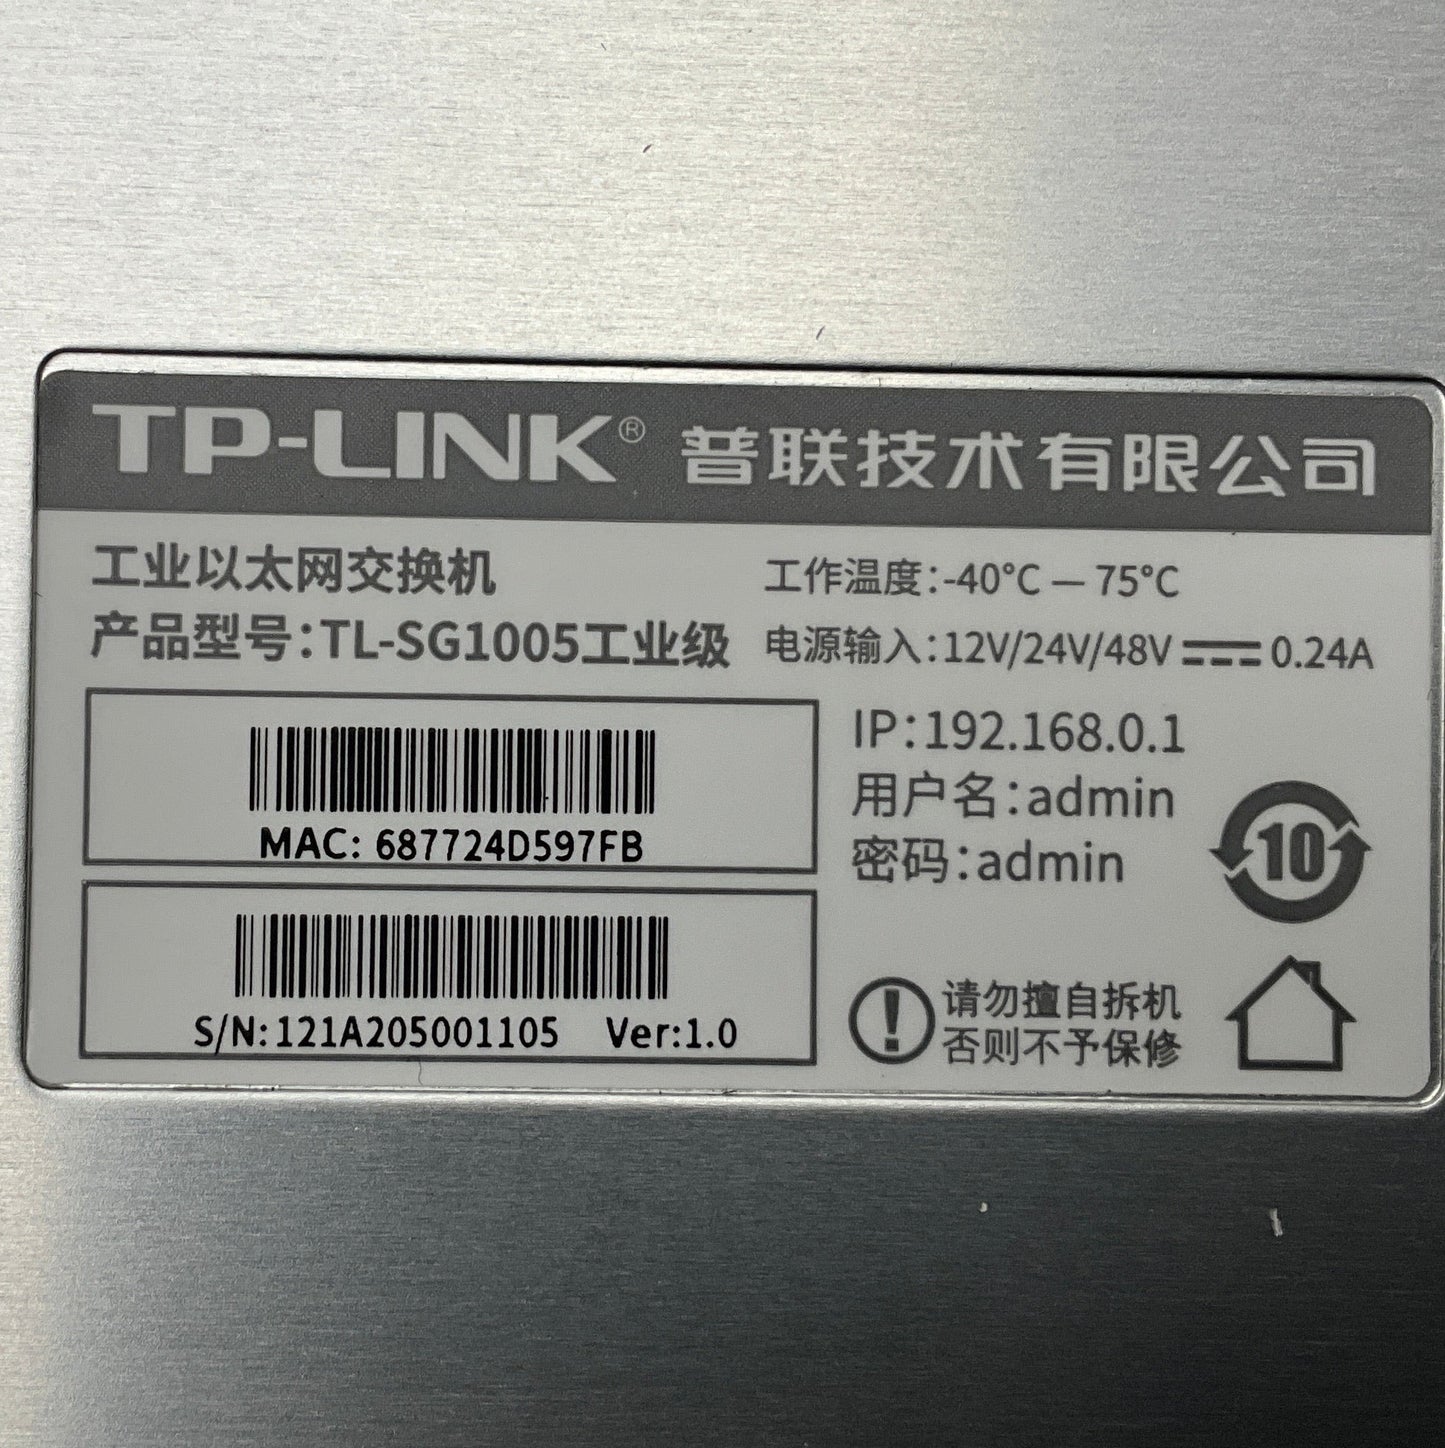 TP-LINK® 普联技术有限公司
工业以太网交换机
产品型号:TL-SG1005工业级
工作温度:-40°C — 75°C
电源输入:12V/24V/48V ⎓ 0.24A
MAC: 687724D597FB
S/N:121A205001105 Ver:1.0
IP:192.168.0.1
用户名:admin
密码:admin
10
请勿擅自拆机
否则不予保修